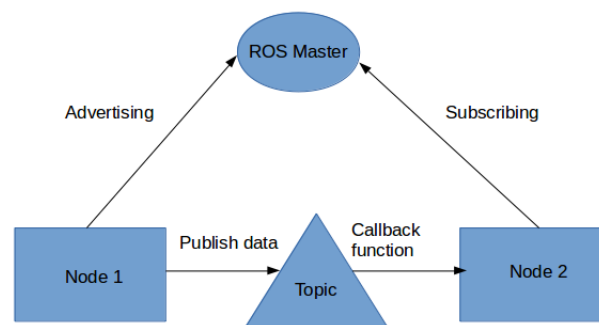 ROS Master
Advertising
Subscribing
Publish data
Callback
function
Node 1
Topic
Node 2